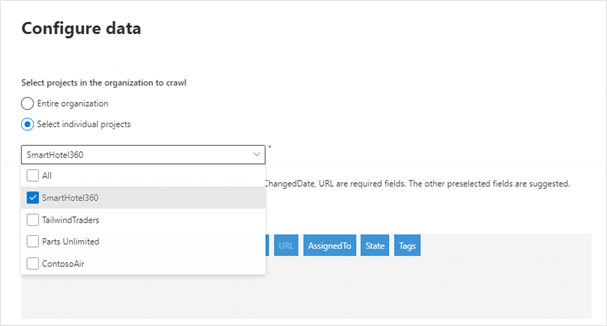 Configure data
Select projects in the organization to crawl
Entire organization
Select individual projects
SmartHotel360 *
All
SmartHotel360
ChangedDate, URL are required fields. The other preselected fields are suggested.
TailwindTraders
Parts Unlimited
URL AssignedTo State Tags
ContosoAir